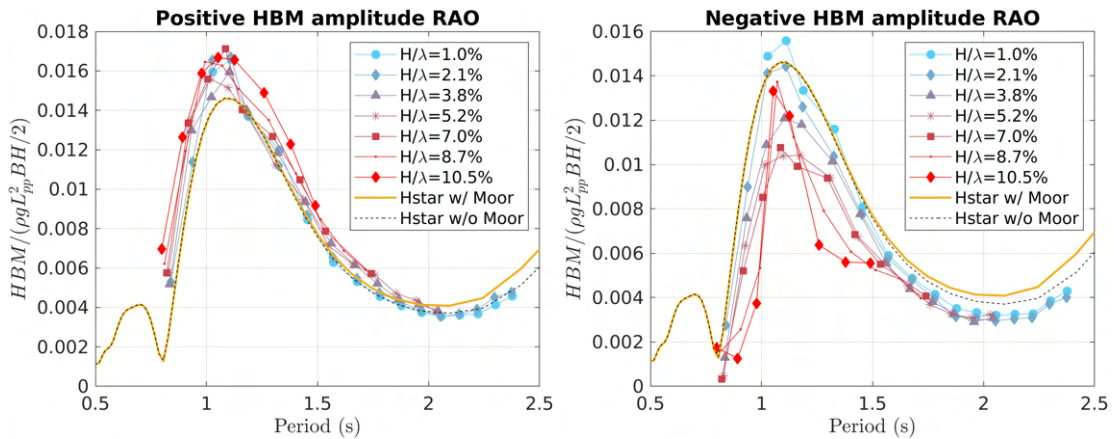 Positive HBM amplitude RAO
0.018
0.016
0.014
0.012
0.01
0.008
0.006
0.004
0.002
0
HBM/(ρgL²ppBH/2)
H/λ=1.0%
H/λ=2.1%
H/λ=3.8%
H/λ=5.2%
H/λ=7.0%
H/λ=8.7%
H/λ=10.5%
Hstar w/ Moor
Hstar w/o Moor
0.5 1 1.5 2 2.5
Period (s)
Negative HBM amplitude RAO
0.018
0.016
0.014
0.012
0.01
0.008
0.006
0.004
0.002
0
HBM/(ρgL²ppBH/2)
H/λ=1.0%
H/λ=2.1%
H/λ=3.8%
H/λ=5.2%
H/λ=7.0%
H/λ=8.7%
H/λ=10.5%
Hstar w/ Moor
Hstar w/o Moor
0.5 1 1.5 2 2.5
Period (s)